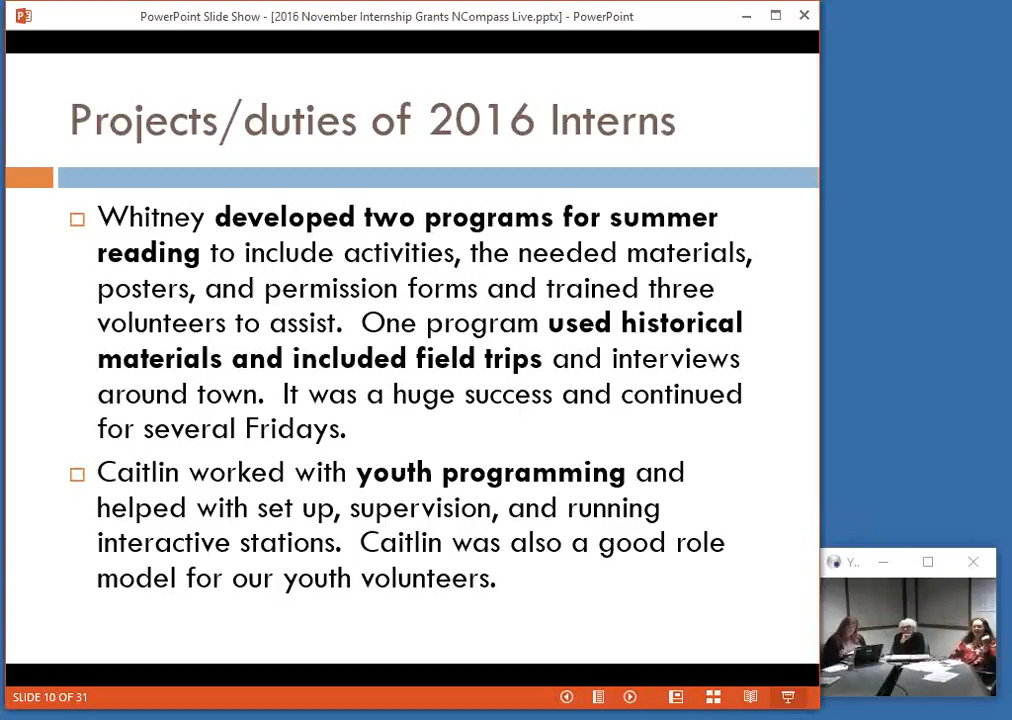 PowerPoint Slide Show - [2016 November Internship Grants NCompass Live.pptx] - PowerPoint
Projects/duties of 2016 Interns
Whitney developed two programs for summer
reading to include activities, the needed materials,
posters, and permission forms and trained three
volunteers to assist. One program used historical
materials and included field trips and interviews
around town. It was a huge success and continued
for several Fridays.
Caitlin worked with youth programming and
helped with set up, supervision, and running
interactive stations. Caitlin was also a good role
model for our youth volunteers.
Y..
SLIDE 10 OF 31